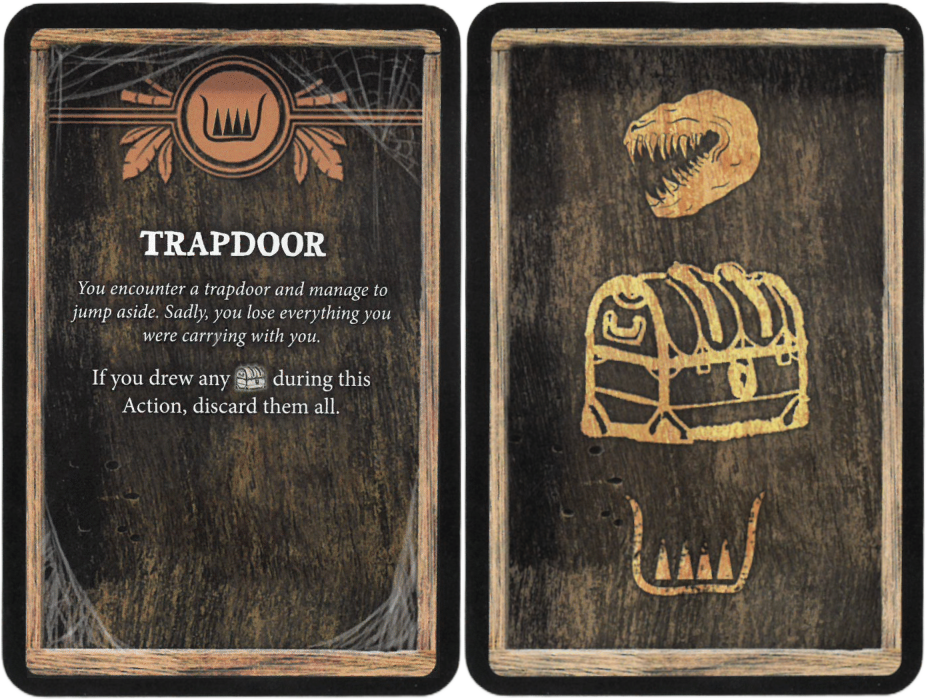 TRAPDOOR
You encounter a trapdoor and manage to
jump aside. Sadly, you lose everything you
were carrying with you.
If you drew any during this
Action, discard them all.